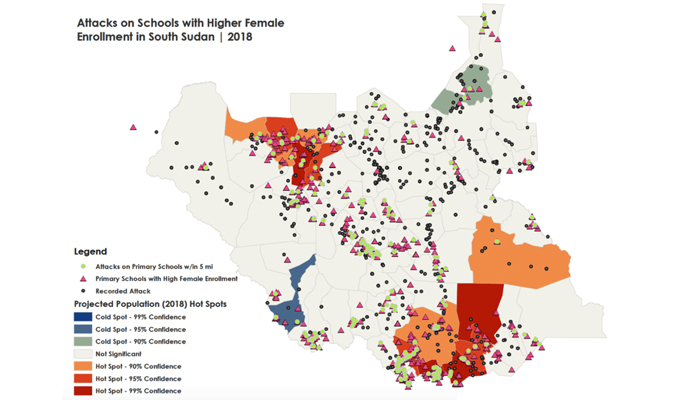 Attacks on Schools with Higher Female
Enrollment in South Sudan | 2018
Legend
Attacks on Primary Schools w/in 5 mi
Primary Schools with High Female Enrollment
Recorded Attack
Projected Population (2018) Hot Spots
Cold Spot - 99% Confidence
Cold Spot - 95% Confidence
Cold Spot - 90% Confidence
Not Significant
Hot Spot - 90% Confidence
Hot Spot - 95% Confidence
Hot Spot - 99% Confidence